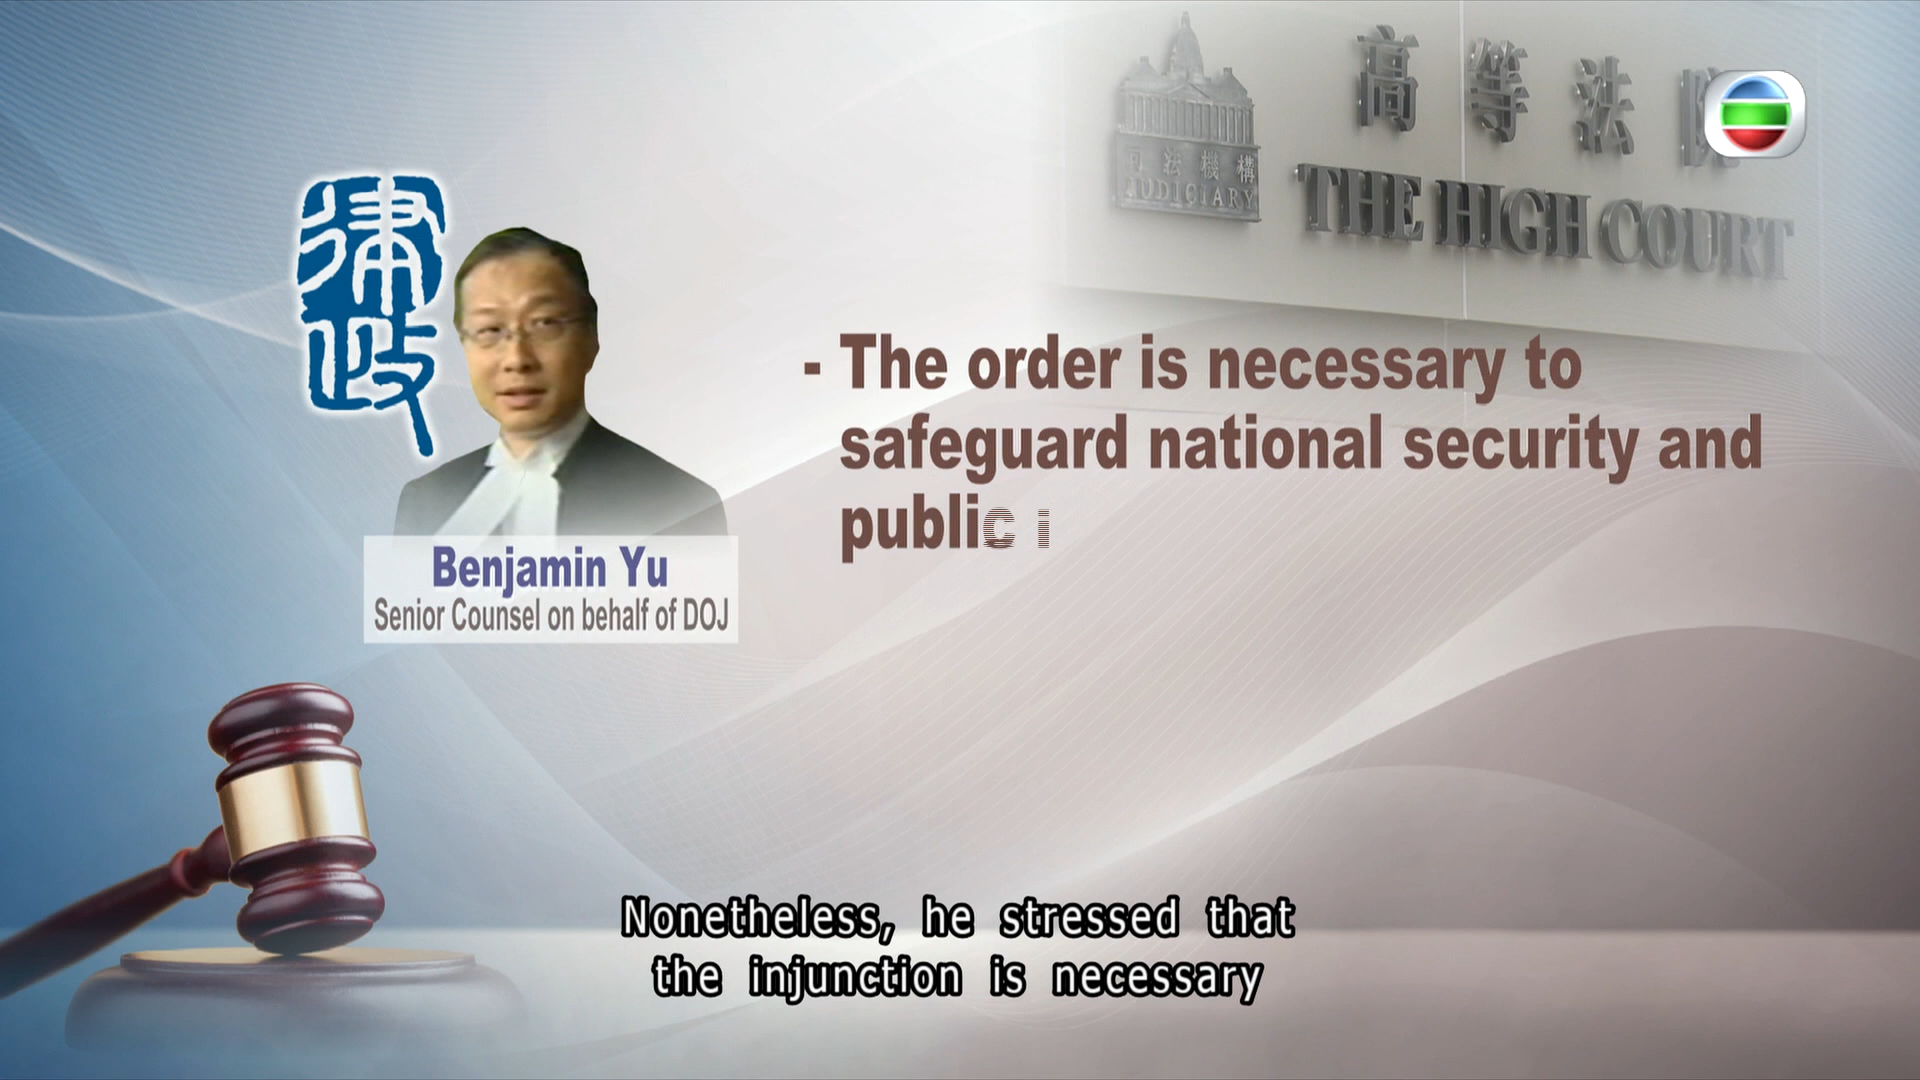 高等法院
司法機構
JUDICIARY
THE HIGH COURT
律政
- The order is necessary to
safeguard national security and
public i
Benjamin Yu
Senior Counsel on behalf of DOJ
Nonetheless, he stressed that
the injunction is necessary